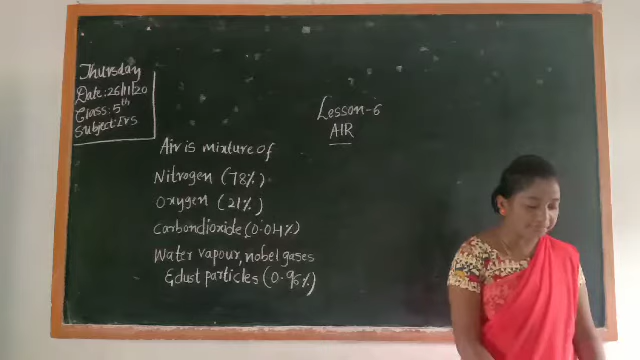 Thursday
Date: 26/11/20
Class: 5th
Subject: Evs
Lesson-6
AIR
Air is mixture of
Nitrogen (78%)
Oxygen (21%)
Carbondioxide (0.04%)
Water vapour, nobel gases
& dust particles (0.96%)